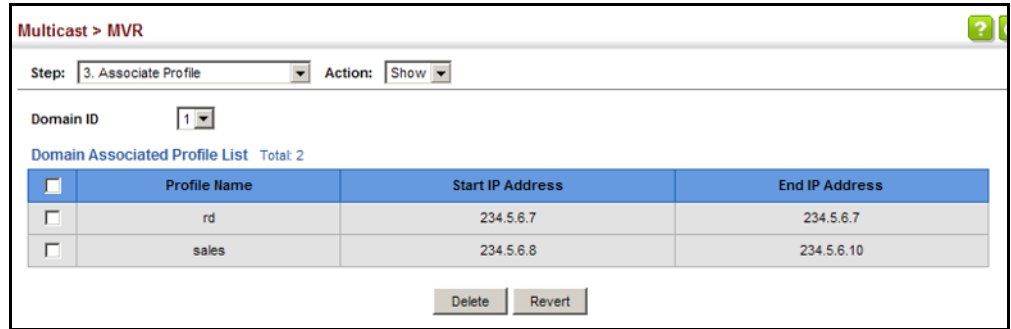 Multicast > MVR
?
Step: 3. Associate Profile Action: Show
Domain ID 1
Domain Associated Profile List Total: 2
Profile Name Start IP Address End IP Address
rd 234.5.6.7 234.5.6.7
sales 234.5.6.8 234.5.6.10
Delete Revert